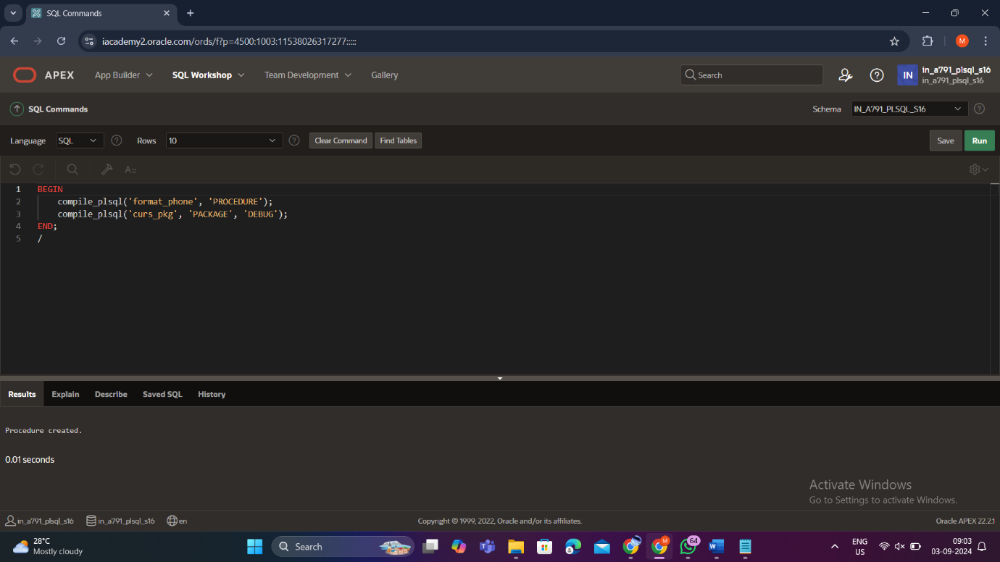 SQL Commands
iacademy2.oracle.com/ords/f?p=4500:1003:11538026317277:::::
M
APEX App Builder SQL Workshop Team Development Gallery Search ? IN in_a791_plsql_s16
in_a791_plsql_s16
SQL Commands Schema IN_A791_PLSQL_S16 ?
Language SQL ? Rows 10 ? Clear Command Find Tables Save Run
A::
1 BEGIN
2 compile_plsql('format_phone', 'PROCEDURE');
3 compile_plsql('curs_pkg', 'PACKAGE', 'DEBUG');
4 END;
5 /
Results Explain Describe Saved SQL History
Procedure created.
0.01 seconds
Activate Windows
Go to Settings to activate Windows.
in_a791_plsql_s16 in_a791_plsql_s16 en Copyright © 1999, 2022, Oracle and/or its affiliates. Oracle APEX 22.2.1
28°C
Mostly cloudy
Search
M
64
W
ENG
US
09:03
03-09-2024